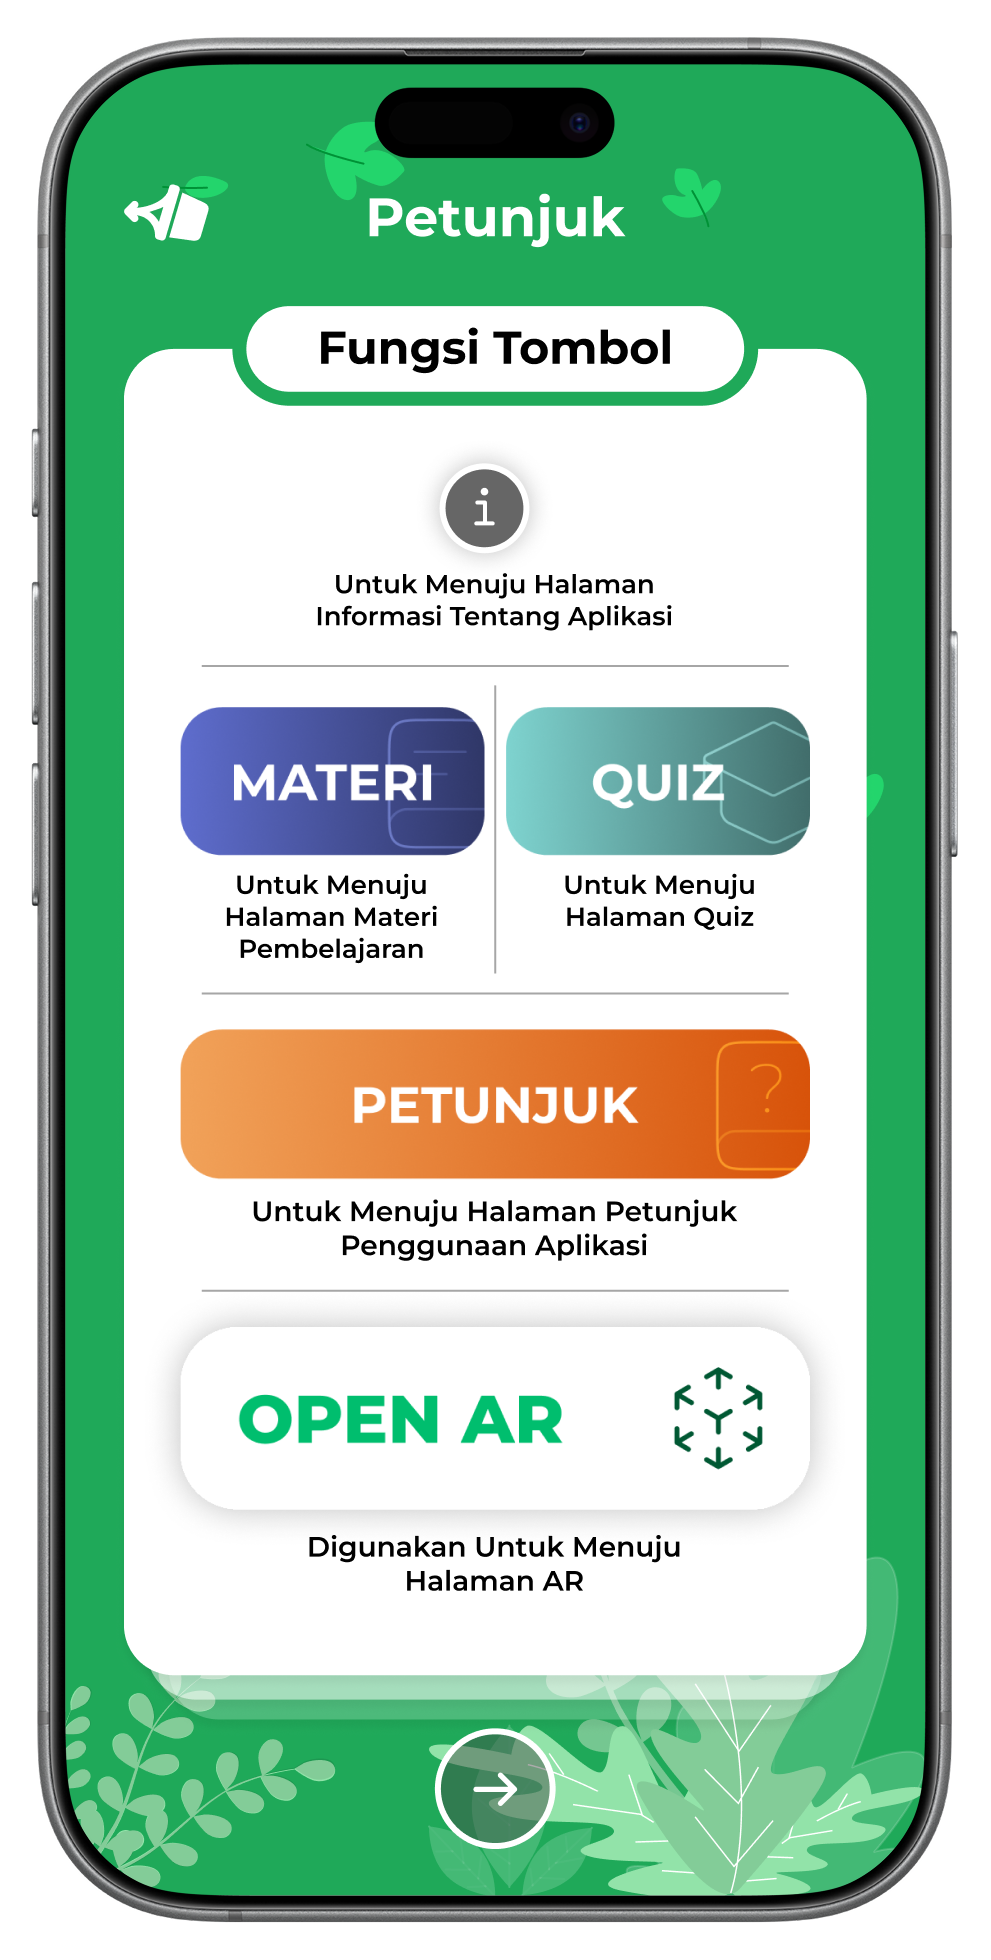 Petunjuk
Fungsi Tombol
i
Untuk Menuju Halaman
Informasi Tentang Aplikasi
MATERI
Untuk Menuju
Halaman Materi
Pembelajaran
QUIZ
Untuk Menuju
Halaman Quiz
PETUNJUK
?
Untuk Menuju Halaman Petunjuk
Penggunaan Aplikasi
OPEN AR
Digunakan Untuk Menuju
Halaman AR